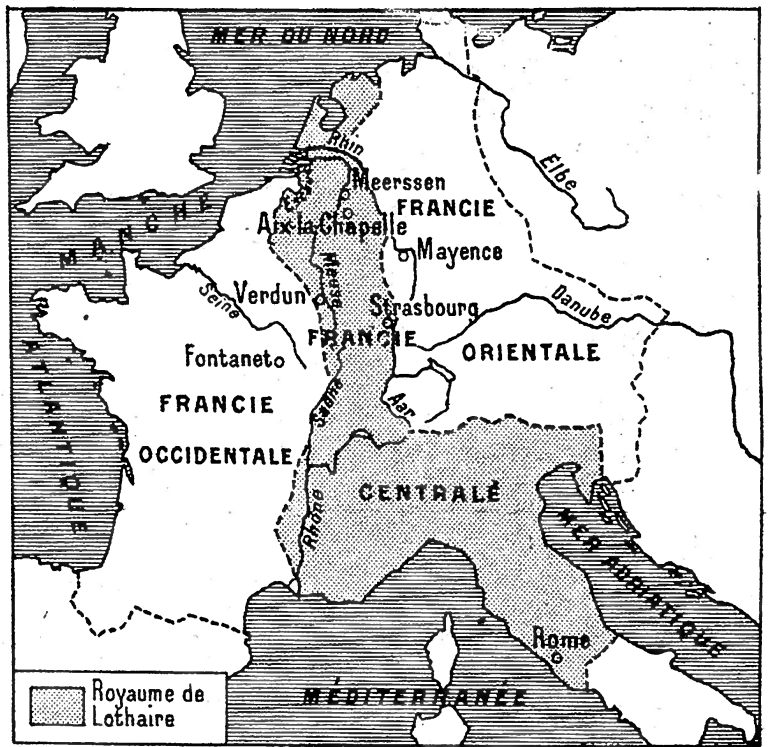 MER DU NORD
Rhin
Elbe
Meerssen
Escaut
FRANCIE
Aix-la-Chapelle
MANCHE
Mayence
Meuse
Verdun
Seine
Strasbourg
Danube
FRANCIE
ORIENTALE
Fontaneto
ATLANTIQUE
Saône
Aar
FRANCIE
OCCIDENTALE
CENTRALE
Rhône
MER ADRIATIQUE
Rome
Royaume de
Lothaire
MÉDITERRANÉE